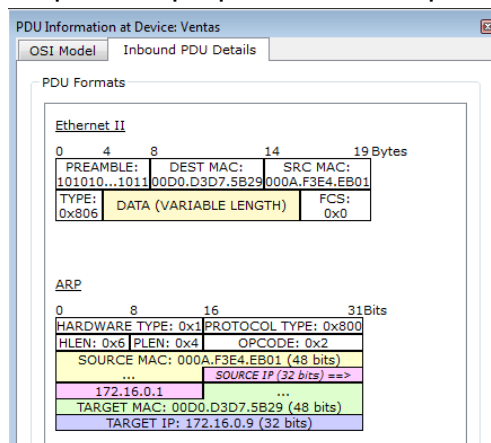 PDU Information at Device: Ventas
OSI Model Inbound PDU Details
PDU Formats
Ethernet II
0 4 8 14 19 Bytes
PREAMBLE: DEST MAC: SRC MAC:
101010...1011 00D0.D3D7.5B29 000A.F3E4.EB01
TYPE: DATA (VARIABLE LENGTH) FCS:
0x806 0x0
ARP
0 8 16 31 Bits
HARDWARE TYPE: 0x1 PROTOCOL TYPE: 0x800
HLEN: 0x6 PLEN: 0x4 OPCODE: 0x2
SOURCE MAC: 000A.F3E4.EB01 (48 bits)
... SOURCE IP (32 bits) ==>
172.16.0.1 ...
TARGET MAC: 00D0.D3D7.5B29 (48 bits)
TARGET IP: 172.16.0.9 (32 bits)